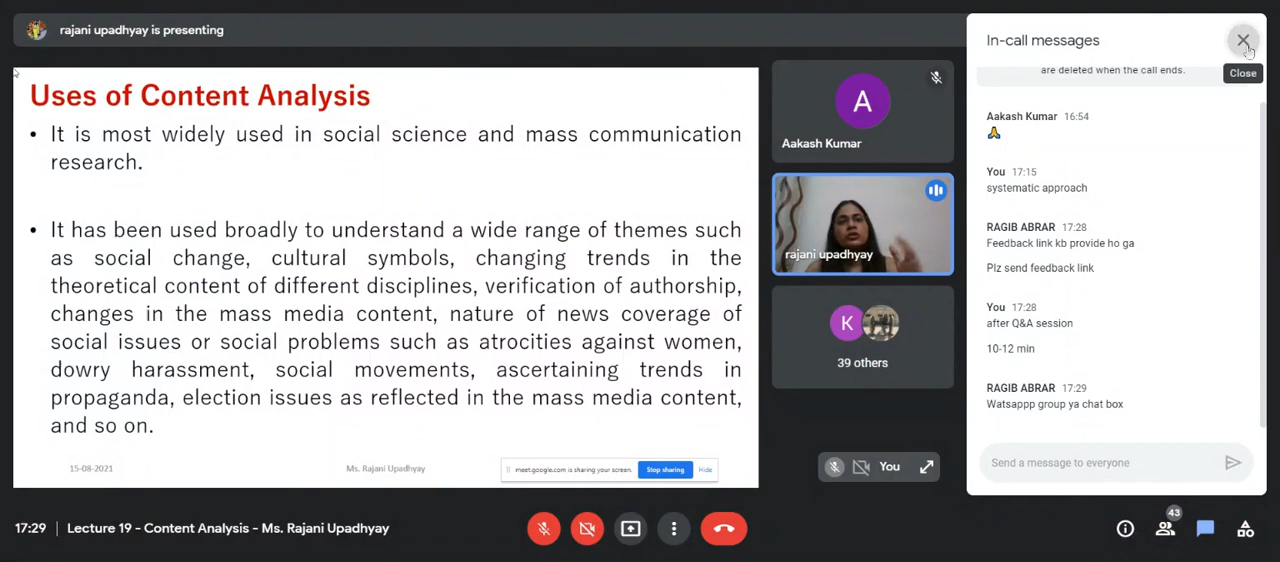 rajani upadhyay is presenting
Uses of Content Analysis
• It is most widely used in social science and mass communication
research.
• It has been used broadly to understand a wide range of themes such
as social change, cultural symbols, changing trends in the
theoretical content of different disciplines, verification of authorship,
changes in the mass media content, nature of news coverage of
social issues or social problems such as atrocities against women,
dowry harassment, social movements, ascertaining trends in
propaganda, election issues as reflected in the mass media content,
and so on.
15-08-2021
Ms. Rajani Upadhyay
meet.google.com is sharing your screen.
Stop sharing
Hide
A
Aakash Kumar
rajani upadhyay
K
39 others
You
In-call messages
Close
are deleted when the call ends.
Aakash Kumar 16:54
🙏
You 17:15
systematic approach
RAGIB ABRAR 17:28
Feedback link kb provide ho ga
Plz send feedback link
You 17:28
after Q&A session
10-12 min
RAGIB ABRAR 17:29
Watsappp group ya chat box
Send a message to everyone
17:29 | Lecture 19 - Content Analysis - Ms. Rajani Upadhyay
43